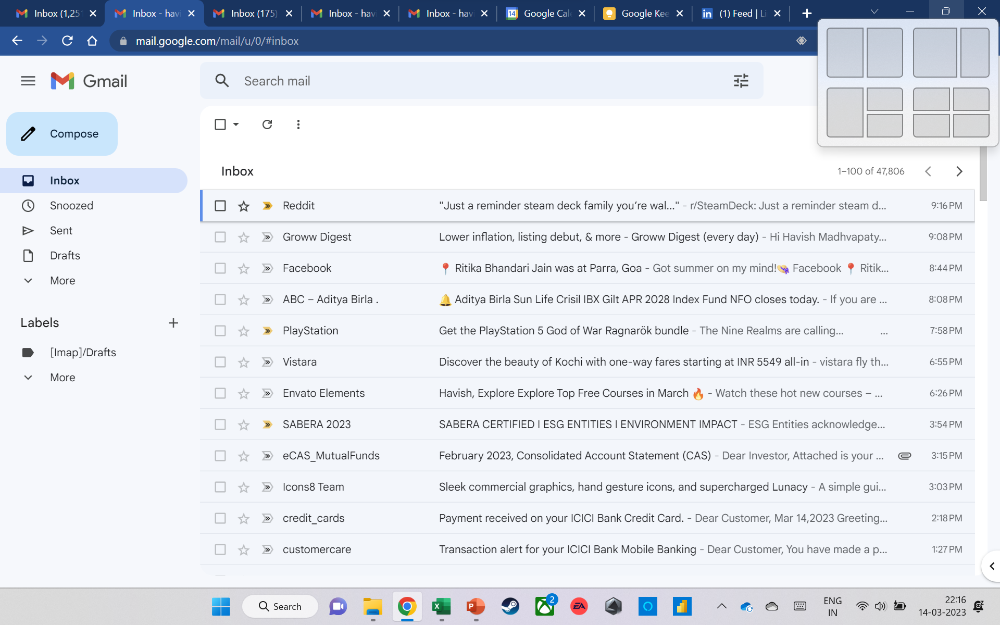 Inbox (1,251
Inbox - havi
Inbox (175)
Inbox - hav
Inbox - hav
14
Google Cale
Google Kee
in
(1) Feed | Li
mail.google.com/mail/u/0/#inbox
Gmail
Search mail
Compose
Inbox
Snoozed
Sent
Drafts
More
Labels
[Imap]/Drafts
More
Inbox
1–100 of 47,806
Reddit "Just a reminder steam deck family you’re wal..." - r/SteamDeck: Just a reminder steam d... 9:16 PM
Groww Digest Lower inflation, listing debut, & more - Groww Digest (every day) - Hi Havish Madhvapaty... 9:08 PM
Facebook 📍 Ritika Bhandari Jain was at Parra, Goa - Got summer on my mind!👒 Facebook 📍 Ritik... 8:44 PM
ABC – Aditya Birla . 🔔 Aditya Birla Sun Life Crisil IBX Gilt APR 2028 Index Fund NFO closes today. - If you are ... 8:08 PM
PlayStation Get the PlayStation 5 God of War Ragnarök bundle - The Nine Realms are calling... ... 7:58 PM
Vistara Discover the beauty of Kochi with one-way fares starting at INR 5549 all-in - vistara fly th... 6:55 PM
Envato Elements Havish, Explore Explore Top Free Courses in March 🔥 - Watch these hot new courses – ... 6:26 PM
SABERA 2023 SABERA CERTIFIED I ESG ENTITIES I ENVIRONMENT IMPACT - ESG Entities acknowledge... 3:54 PM
eCAS_MutualFunds February 2023, Consolidated Account Statement (CAS) - Dear Investor, Attached is your ... 3:15 PM
Icons8 Team Sleek commercial graphics, hand gesture icons, and supercharged Lunacy - A simple gui... 3:03 PM
credit_cards Payment received on your ICICI Bank Credit Card. - Dear Customer, Mar 14,2023 Greeting... 2:18 PM
customercare Transaction alert for your ICICI Bank Mobile Banking - Dear Customer, You have made a p... 1:27 PM
Search
2
EA
ENG
IN
22:16
14-03-2023